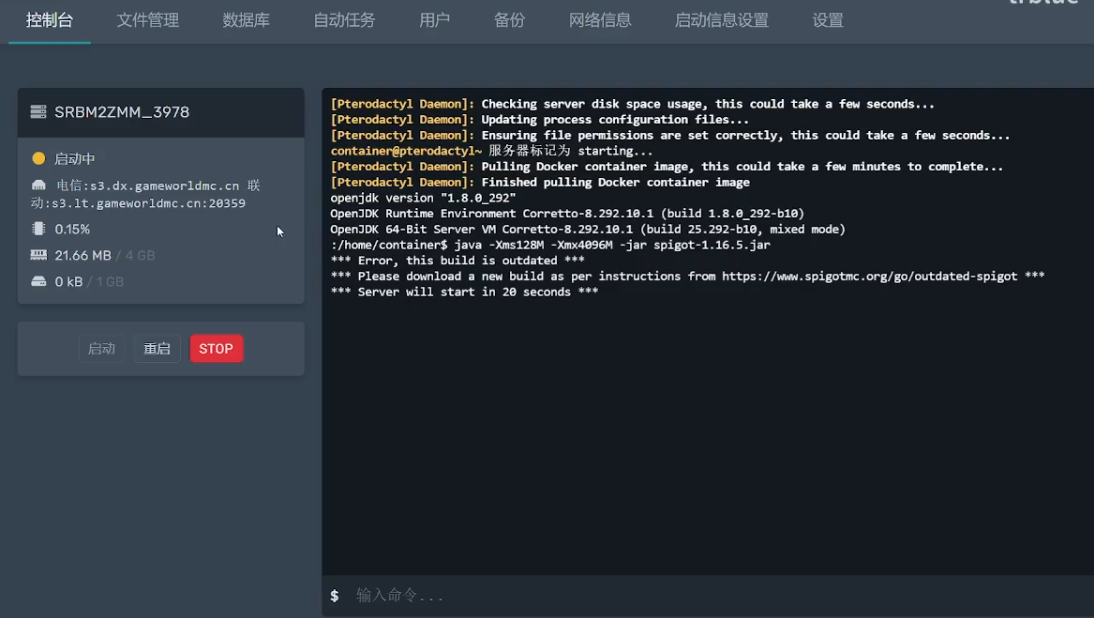 控制台 文件管理 数据库 自动任务 用户 备份 网络信息 启动信息设置 设置
SRBM2ZMM_3978
启动中
电信:s3.dx.gameworldmc.cn 联
动:s3.lt.gameworldmc.cn:20359
0.15%
21.66 MB / 4 GB
0 kB / 1 GB
启动 重启 STOP
[Pterodactyl Daemon]: Checking server disk space usage, this could take a few seconds...
[Pterodactyl Daemon]: Updating process configuration files...
[Pterodactyl Daemon]: Ensuring file permissions are set correctly, this could take a few seconds...
container@pterodactyl~ 服务器标记为 starting...
[Pterodactyl Daemon]: Pulling Docker container image, this could take a few minutes to complete...
[Pterodactyl Daemon]: Finished pulling Docker container image
openjdk version "1.8.0_292"
OpenJDK Runtime Environment Corretto-8.292.10.1 (build 1.8.0_292-b10)
OpenJDK 64-Bit Server VM Corretto-8.292.10.1 (build 25.292-b10, mixed mode)
:/home/container$ java -Xms128M -Xmx4096M -jar spigot-1.16.5.jar
*** Error, this build is outdated ***
*** Please download a new build as per instructions from https://www.spigotmc.org/go/outdated-spigot ***
*** Server will start in 20 seconds ***
$ 输入命令...